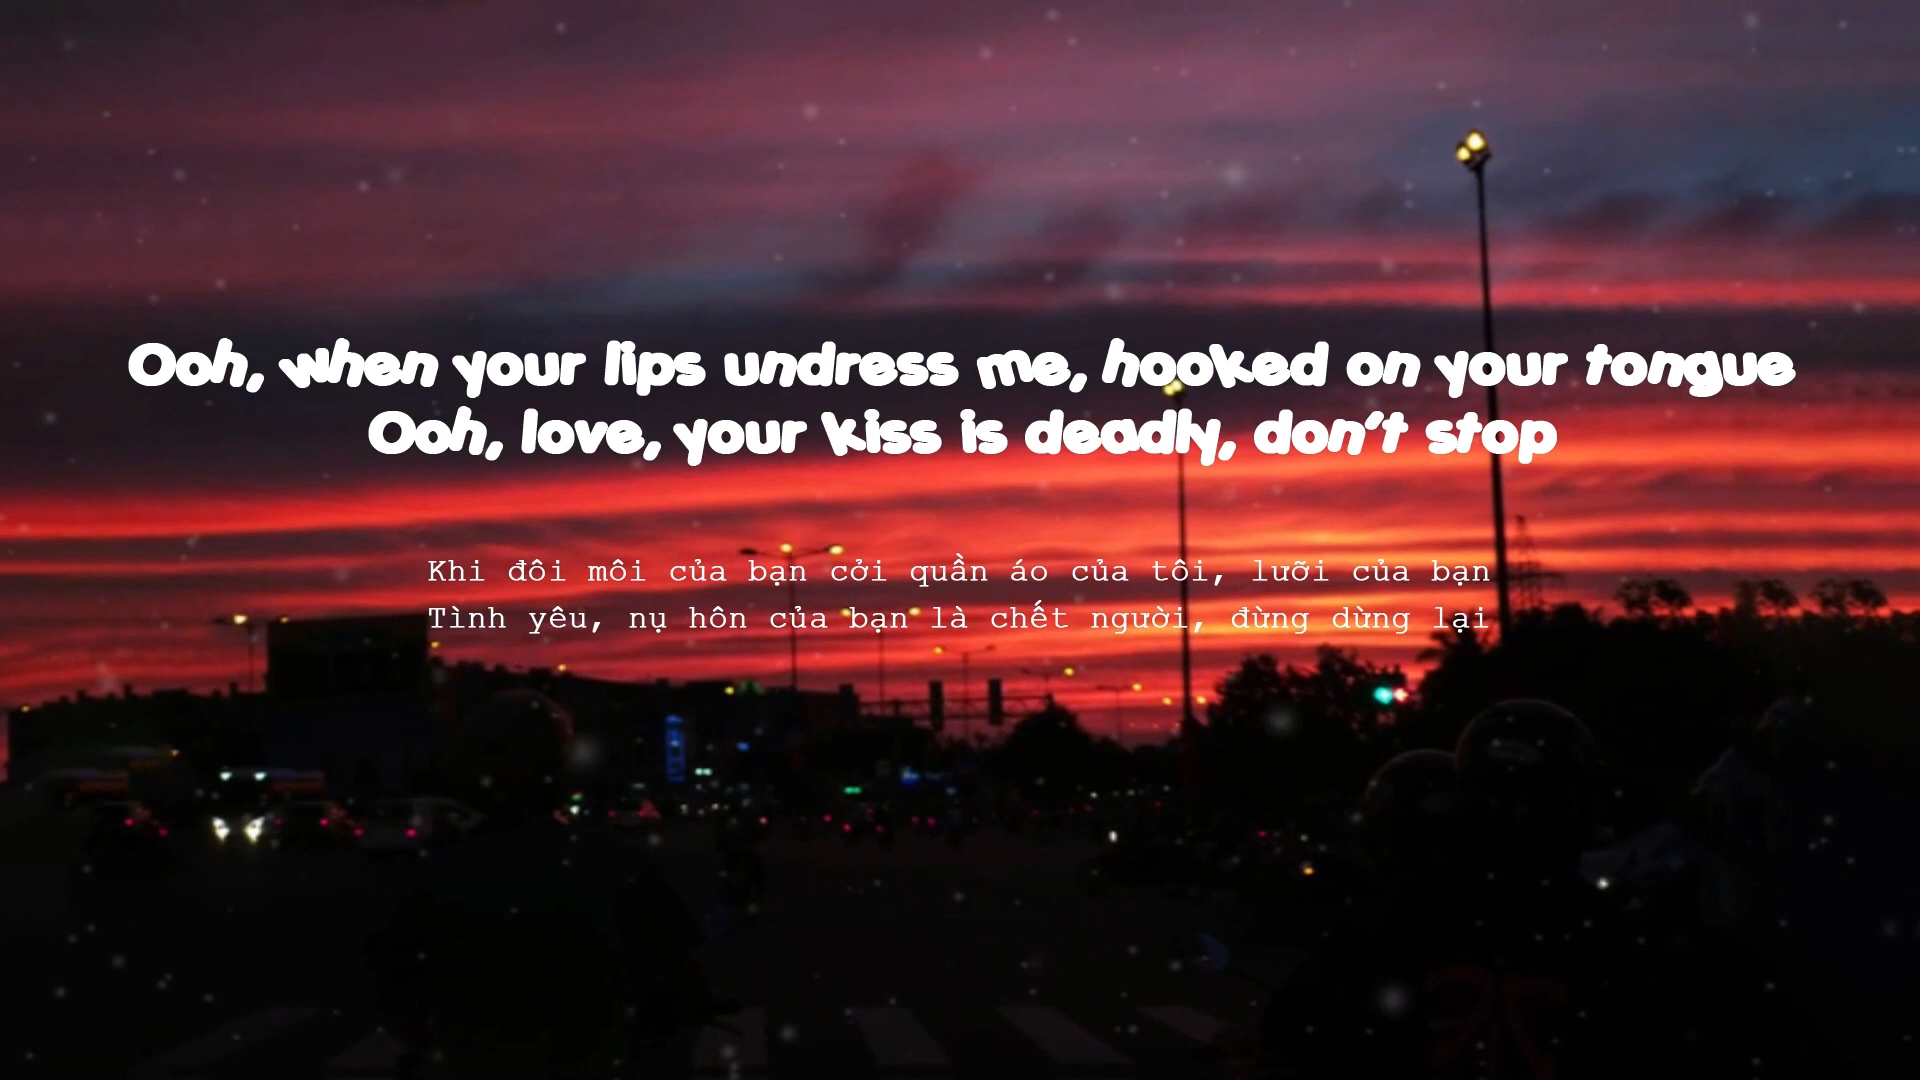 Ooh, when your lips undress me, hooked on your tongue
Ooh, love, your kiss is deadly, don't stop
Khi đôi môi của bạn cởi quần áo của tôi, lưỡi của bạn
Tình yêu, nụ hôn của bạn là chết người, đừng dừng lại